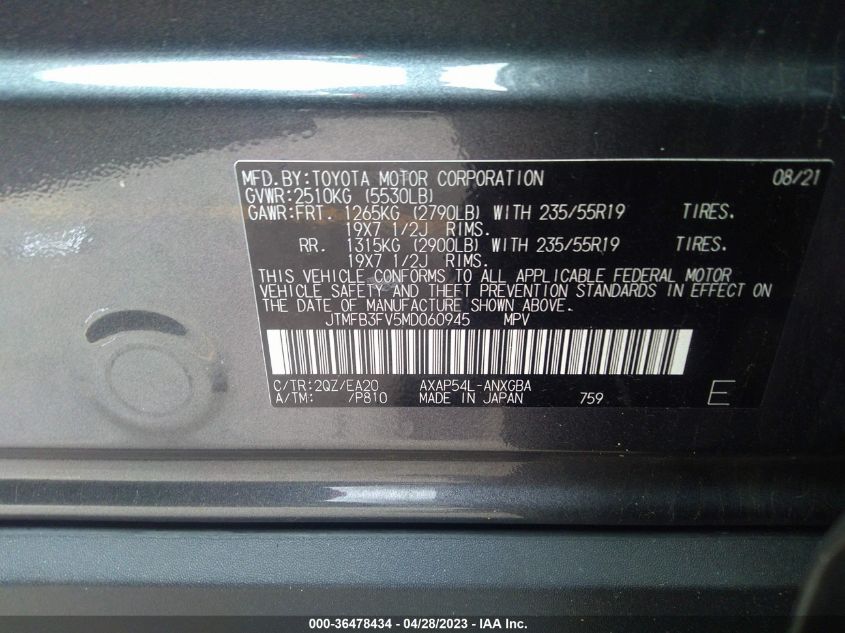 MFD. BY:TOYOTA MOTOR CORPORATION 08/21
GVWR:2510KG (5530LB)
GAWR:FRT. 1265KG (2790LB) WITH 235/55R19 TIRES.
19X7 1/2J RIMS.
RR. 1315KG (2900LB) WITH 235/55R19 TIRES.
19X7 1/2J RIMS.
THIS VEHICLE CONFORMS TO ALL APPLICABLE FEDERAL MOTOR
VEHICLE SAFETY AND THEFT PREVENTION STANDARDS IN EFFECT ON
THE DATE OF MANUFACTURE SHOWN ABOVE.
JTMFB3FV5MD060945 MPV
C/TR:2QZ/EA20 AXAP54L-ANXGBA
A/TM: /P810 MADE IN JAPAN 759 E
000-36478434 - 04/28/2023 - IAA Inc.